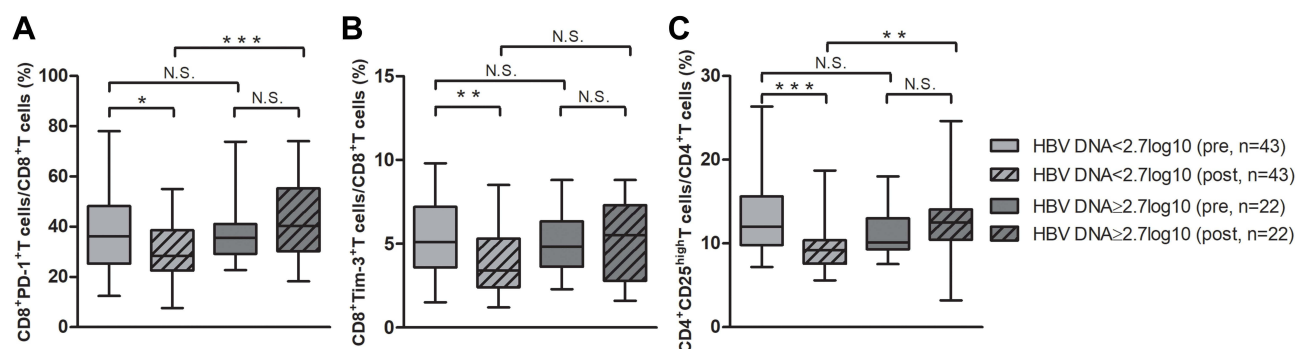 A
CD8+PD-1+T cells/CD8+T cells (%)
100
80
60
40
20
0
* * *
N.S.
*
N.S.
B
CD8+Tim-3+T cells/CD8+T cells (%)
15
10
5
0
N.S.
N.S.
* *
N.S.
C
CD4+CD25highT cells/CD4+T cells (%)
30
20
10
0
* *
N.S.
* * *
N.S.
HBV DNA<2.7log10 (pre, n=43)
HBV DNA<2.7log10 (post, n=43)
HBV DNA≥2.7log10 (pre, n=22)
HBV DNA≥2.7log10 (post, n=22)